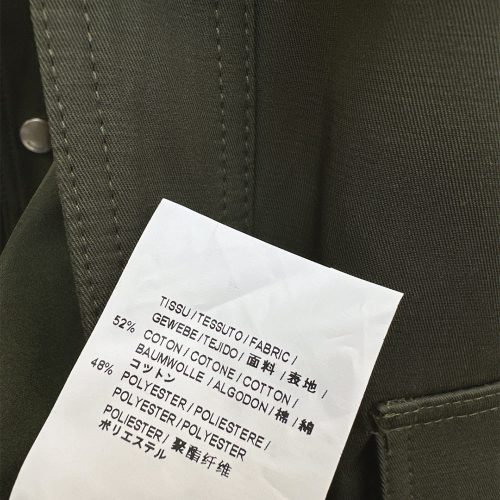 TISSU / TESSUTO / FABRIC /
GEWEBE / TEJIDO / 面料 / 表地 /
52% COTON / COTONE / COTTON /
BAUMWOLLE / ALGODON / 棉 / 綿 /
コットン
48% POLYESTER / POLIESTERE /
POLYESTER / POLYESTER
POLIESTER / 聚酯纤维
ポリエステル